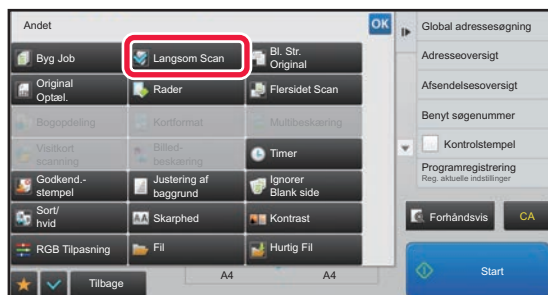 Andet
OK
Byg Job
Langsom Scan
Bl. Str.
Original
Original
Optæl.
Rader
Flersidet Scan
Bogopdeling
Kortformat
Multibeskæring
Visitkort
scanning
Billed-
beskæring
Timer
Godkend.-
stempel
Justering af
baggrund
Ignorer
Blank side
Sort/
hvid
Skarphed
Kontrast
RGB Tilpasning
Fil
Hurtig Fil
Tilbage
A4
A4
Global adressesøgning
Adresseoversigt
Afsendelsesoversigt
Benyt søgenummer
Kontrolstempel
Programregistrering
Reg. aktuelle indstillinger
Forhåndsvis
CA
Start